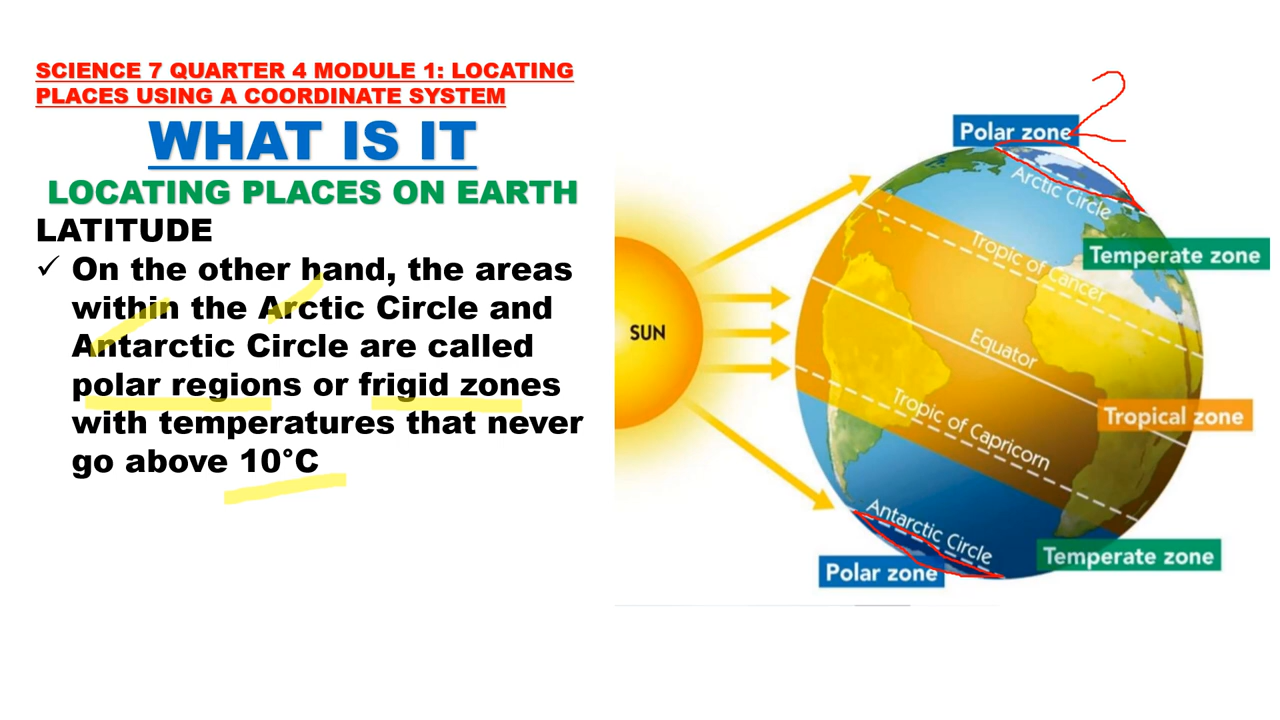 SCIENCE 7 QUARTER 4 MODULE 1: LOCATING
PLACES USING A COORDINATE SYSTEM
WHAT IS IT
LOCATING PLACES ON EARTH
LATITUDE
✓ On the other hand, the areas
within the Arctic Circle and
Antarctic Circle are called
polar regions or frigid zones
with temperatures that never
go above 10°C
2
Polar zone
Arctic Circle
Temperate zone
Tropic of Cancer
SUN
Equator
Tropical zone
Tropic of Capricorn
Antarctic Circle
Temperate zone
Polar zone